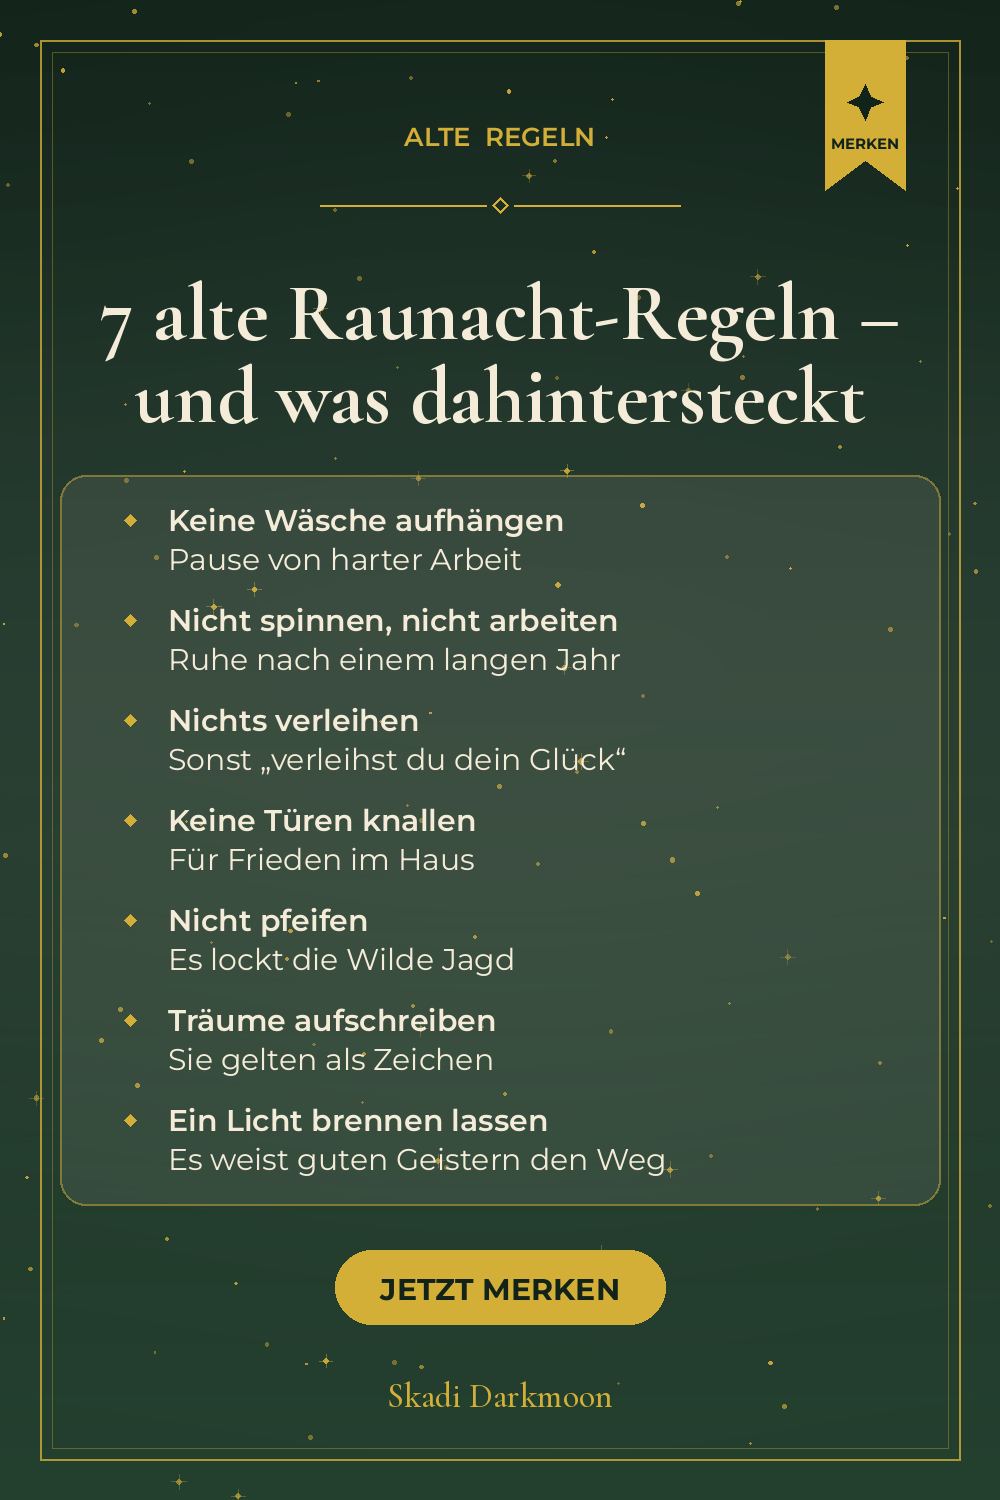 ALTE REGELN
MERKEN
7 alte Raunacht-Regeln –
und was dahintersteckt
Keine Wäsche aufhängen
Pause von harter Arbeit
Nicht spinnen, nicht arbeiten
Ruhe nach einem langen Jahr
Nichts verleihen
Sonst „verleihst du dein Glück“
Keine Türen knallen
Für Frieden im Haus
Nicht pfeifen
Es lockt die Wilde Jagd
Träume aufschreiben
Sie gelten als Zeichen
Ein Licht brennen lassen
Es weist guten Geistern den Weg
JETZT MERKEN
Skadi Darkmoon